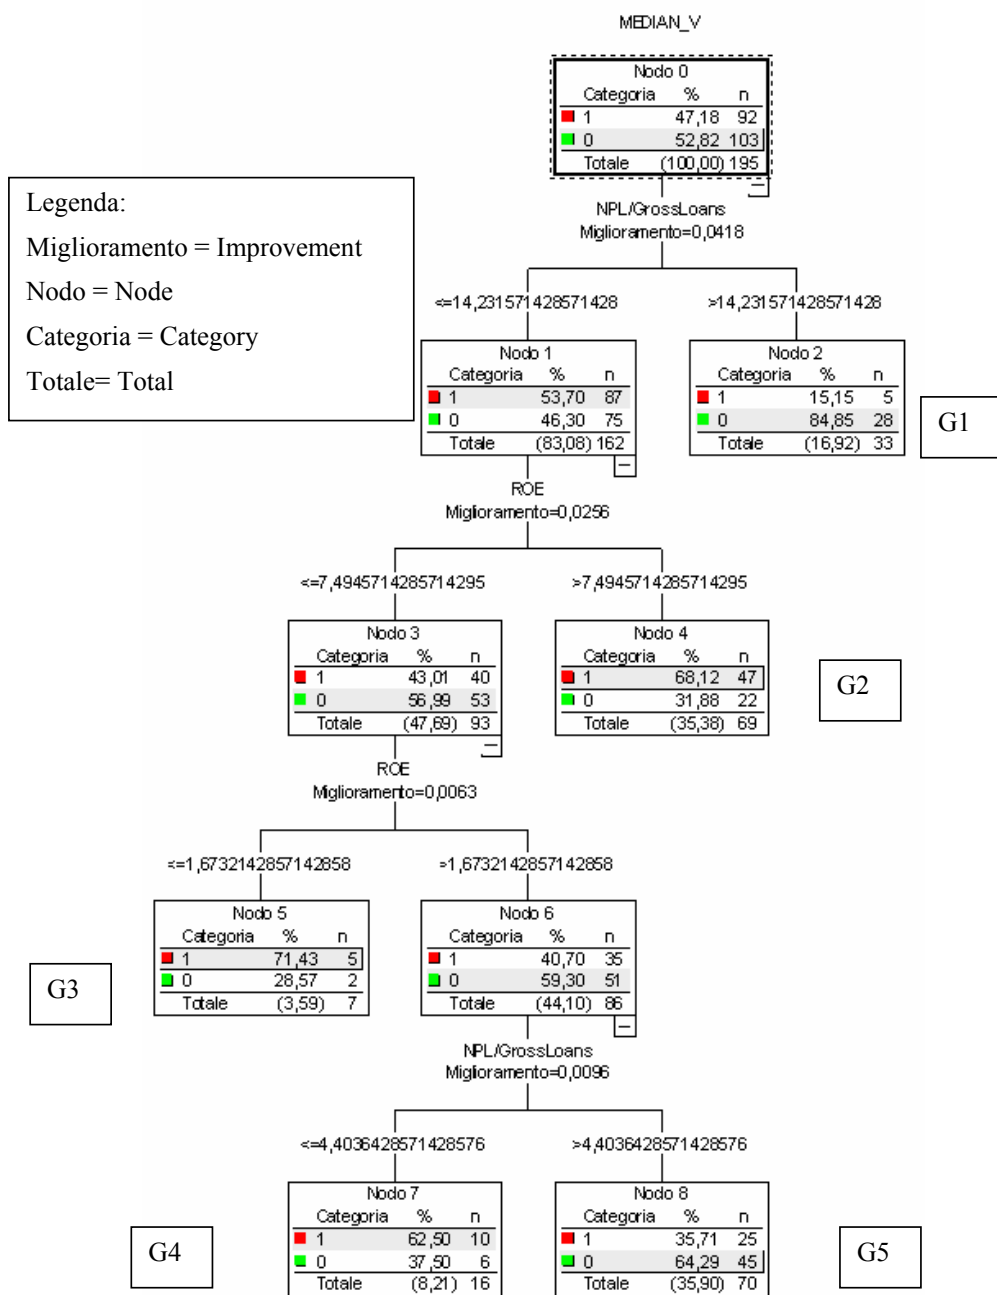 MEDIAN_V
Nodo 0
Categoria % n
1 47,18 92
0 52,82 103
Totale (100,00) 195
NPL/GrossLoans
Miglioramento=0,0418
Legenda:
Miglioramento = Improvement
Nodo = Node
Categoria = Category
Totale= Total
<=14,231571428571428
>14,231571428571428
Nodo 1
Categoria % n
1 53,70 87
0 46,30 75
Totale (83,08) 162
Nodo 2
Categoria % n
1 15,15 5
0 84,85 28
Totale (16,92) 33
G1
ROE
Miglioramento=0,0256
<=7,4945714285714295
>7,4945714285714295
Nodo 3
Categoria % n
1 43,01 40
0 56,99 53
Totale (47,69) 93
Nodo 4
Categoria % n
1 68,12 47
0 31,88 22
Totale (35,38) 69
G2
ROE
Miglioramento=0,0063
<=1,6732142857142858
>1,6732142857142858
Nodo 5
Categoria % n
1 71,43 5
0 28,57 2
Totale (3,59) 7
G3
Nodo 6
Categoria % n
1 40,70 35
0 59,30 51
Totale (44,10) 86
NPL/GrossLoans
Miglioramento=0,0096
<=4,4036428571428576
>4,4036428571428576
Nodo 7
Categoria % n
1 62,50 10
0 37,50 6
Totale (8,21) 16
G4
Nodo 8
Categoria % n
1 35,71 25
0 64,29 45
Totale (35,90) 70
G5